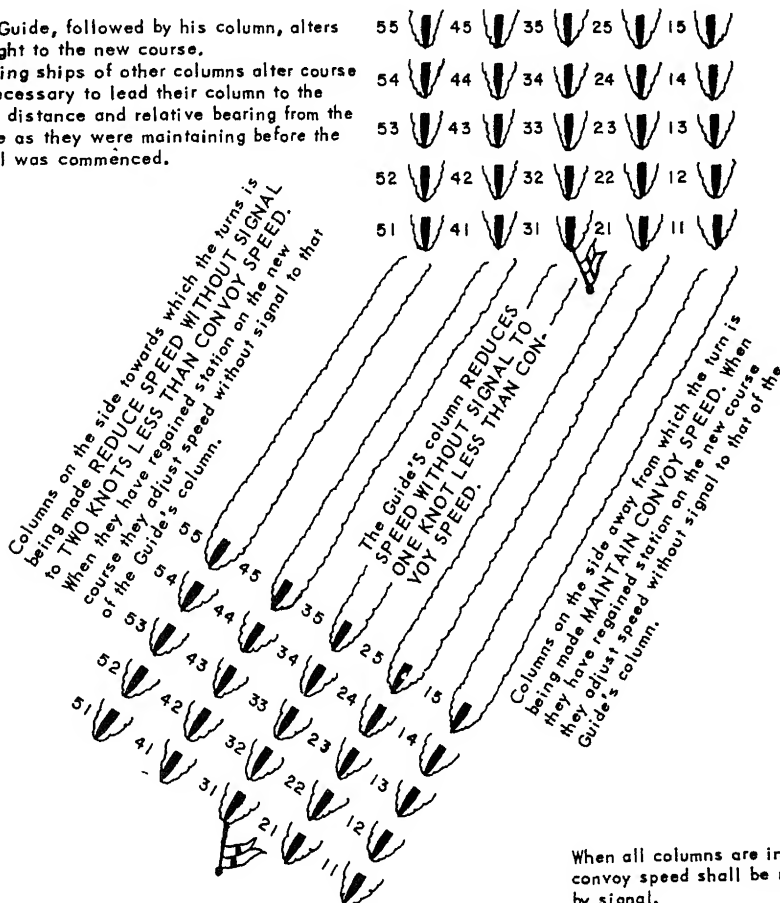 Guide, followed by his column, alters
ght to the new course.
ing ships of other columns alter course
ecessary to lead their column to the
distance and relative bearing from the
e as they were maintaining before the
l was commenced.
55 45 35 25 15
54 44 34 24 14
53 43 33 23 13
52 42 32 22 12
51 41 31 21 11
Columns on the side towards which the turns is
being made REDUCE SPEED WITHOUT SIGNAL
to TWO KNOTS LESS THAN CONVOY SPEED.
When they have regained station on the new
course they adjust speed without signal to that
of the Guide's column.
The Guide'S column REDUCES
SPEED WITHOUT SIGNAL TO
ONE KNOT LESS THAN CON-
VOY SPEED.
Columns on the side away from which the turn is
being made MAINTAIN CONVOY SPEED. When
they have regained station on the new course
they adjust speed without signal to that of the
Guide's column.
55 45 35 25 15
54 44 34 24 14
53 43 33 23 13
52 42 32 22 12
51 41 31 21 11
When all columns are in
convoy speed shall be r
by signal.